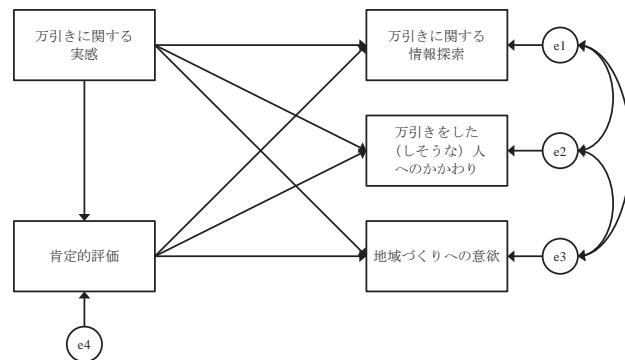 万引きに関する
実感
万引きに関する
情報探索
e1
万引きをした
（しそうな）人
へのかかわり
e2
肯定的評価
地域づくりへの意欲
e3
e4